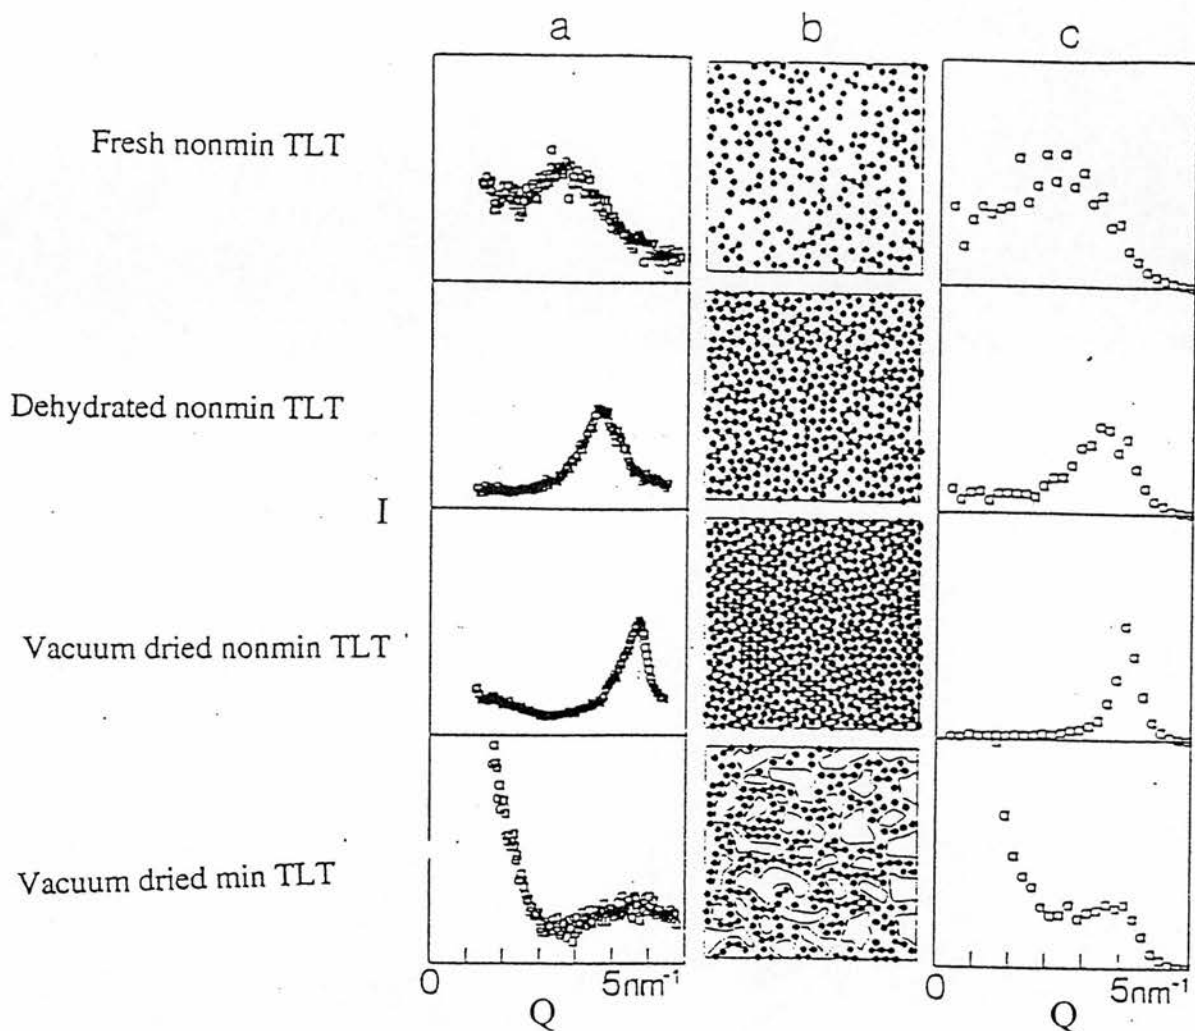 a b c
Fresh nonmin TLT
Dehydrated nonmin TLT
I
Vacuum dried nonmin TLT
Vacuum dried min TLT
0 5nm⁻¹ 0 5nm⁻¹
Q Q